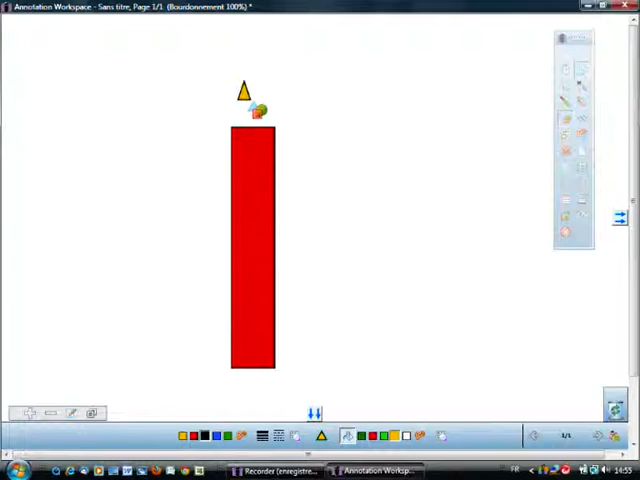 Annotation Workspace - Sans titre, Page 1/1 (Bourdonnement 100%) *
1/1
Recorder (enregistre...
Annotation Worksp...
FR
14:55